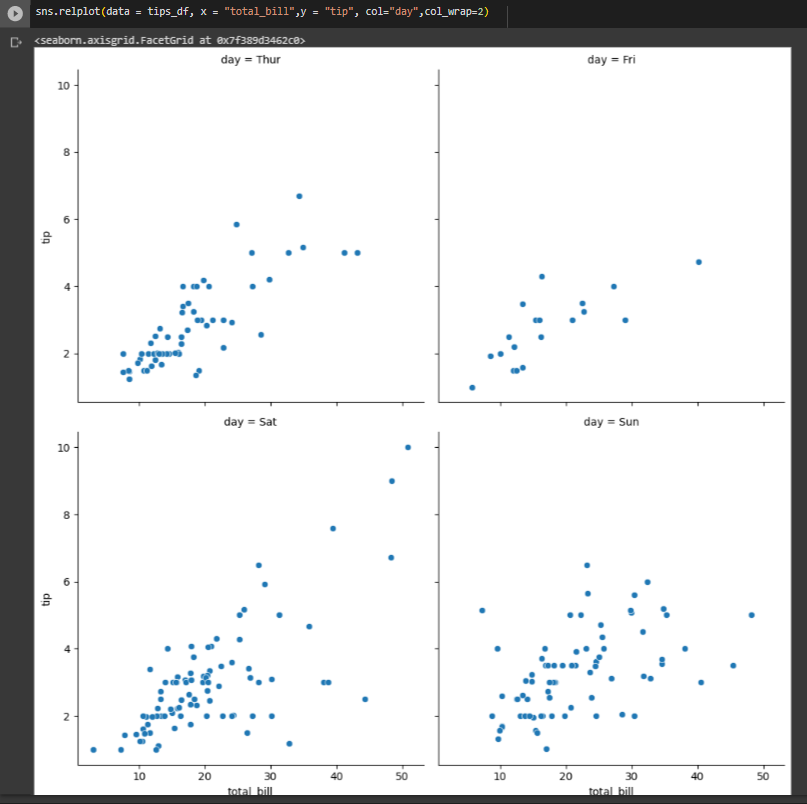 sns.relplot(data = tips_df, x = "total_bill",y = "tip", col="day",col_wrap=2)
<seaborn.axisgrid.FacetGrid at 0x7f389d3462c0>
day = Thur
day = Fri
10
8
6
4
2
tip
day = Sat
day = Sun
10
8
6
4
2
tip
10 20 30 40 50
10 20 30 40 50
total_bill
total_bill